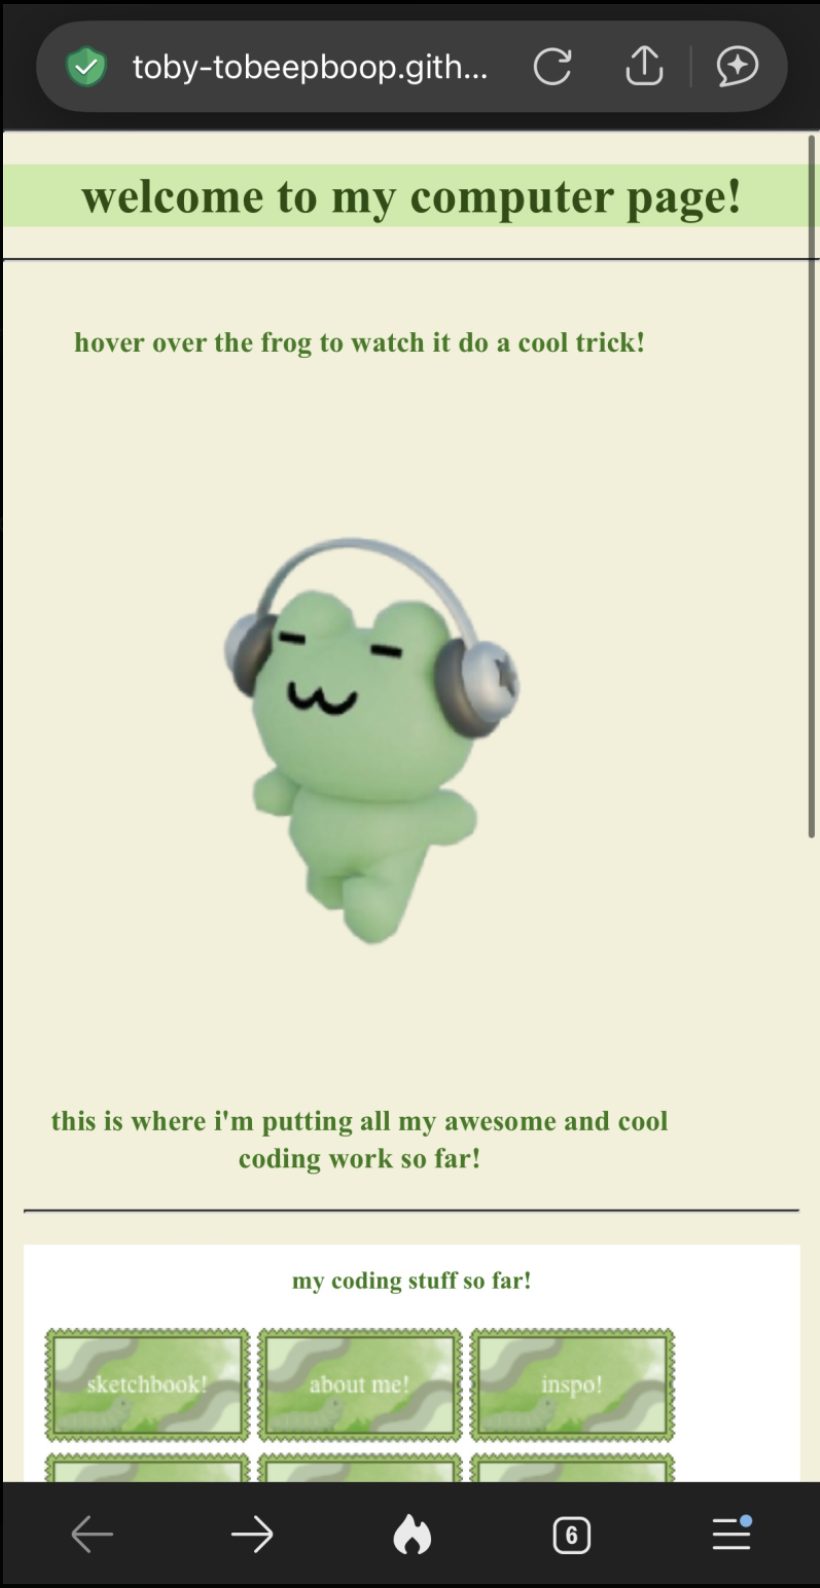 toby-tobeepboop.gith...
welcome to my computer page!
hover over the frog to watch it do a cool trick!
this is where i'm putting all my awesome and cool
coding work so far!
my coding stuff so far!
sketchbook! about me! inspo!
6